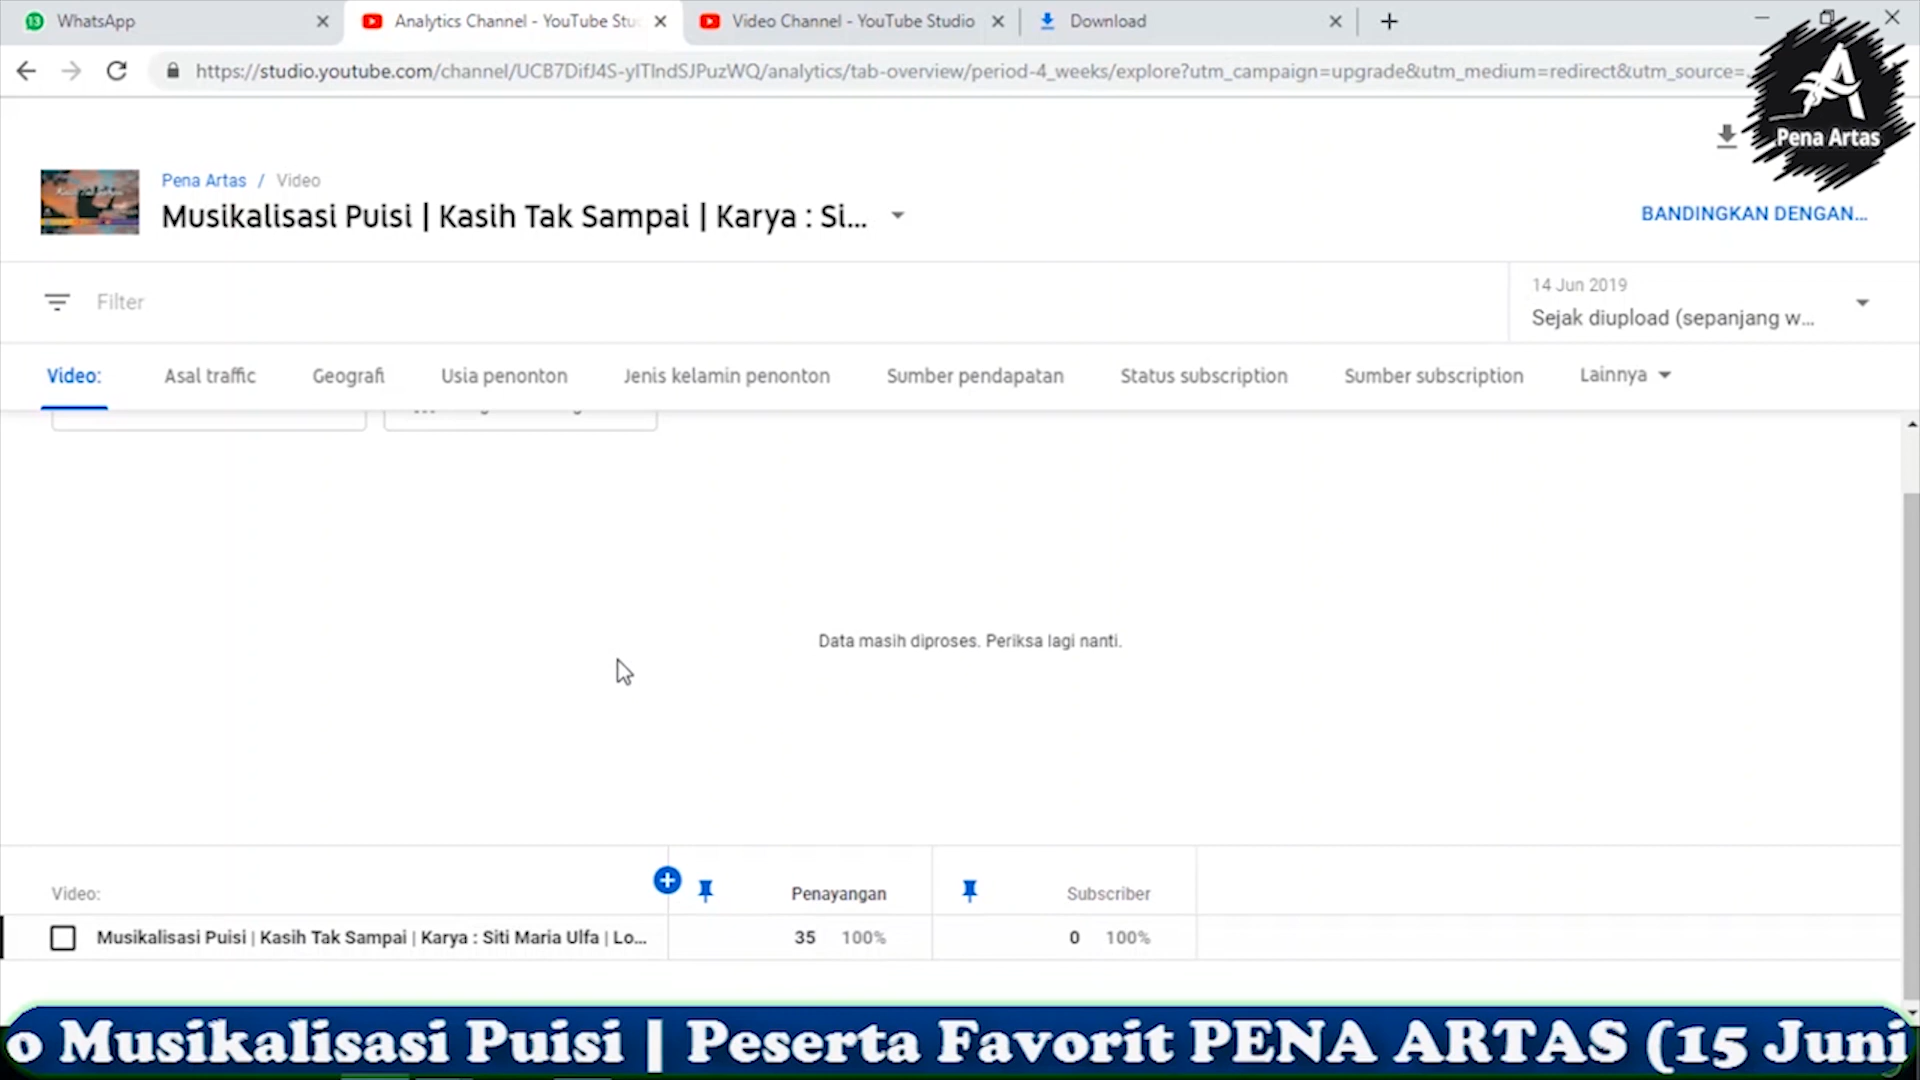 WhatsApp
Analytics Channel - YouTube Stu
Video Channel - YouTube Studio
Download
https://studio.youtube.com/channel/UCB7DifJ4S-yITIndSJPuzWQ/analytics/tab-overview/period-4_weeks/explore?utm_campaign=upgrade&utm_medium=redirect&utm_source=...
Pena Artas
Pena Artas / Video
Musikalisasi Puisi | Kasih Tak Sampai | Karya : Si...
BANDINGKAN DENGAN...
Filter
14 Jun 2019
Sejak diupload (sepanjang w...
Video:
Asal traffic
Geografi
Usia penonton
Jenis kelamin penonton
Sumber pendapatan
Status subscription
Sumber subscription
Lainnya
Data masih diproses. Periksa lagi nanti.
Video:
Penayangan
Subscriber
Musikalisasi Puisi | Kasih Tak Sampai | Karya : Siti Maria Ulfa | Lo...
35 100%
0 100%
o Musikalisasi Puisi | Peserta Favorit PENA ARTAS (15 Juni